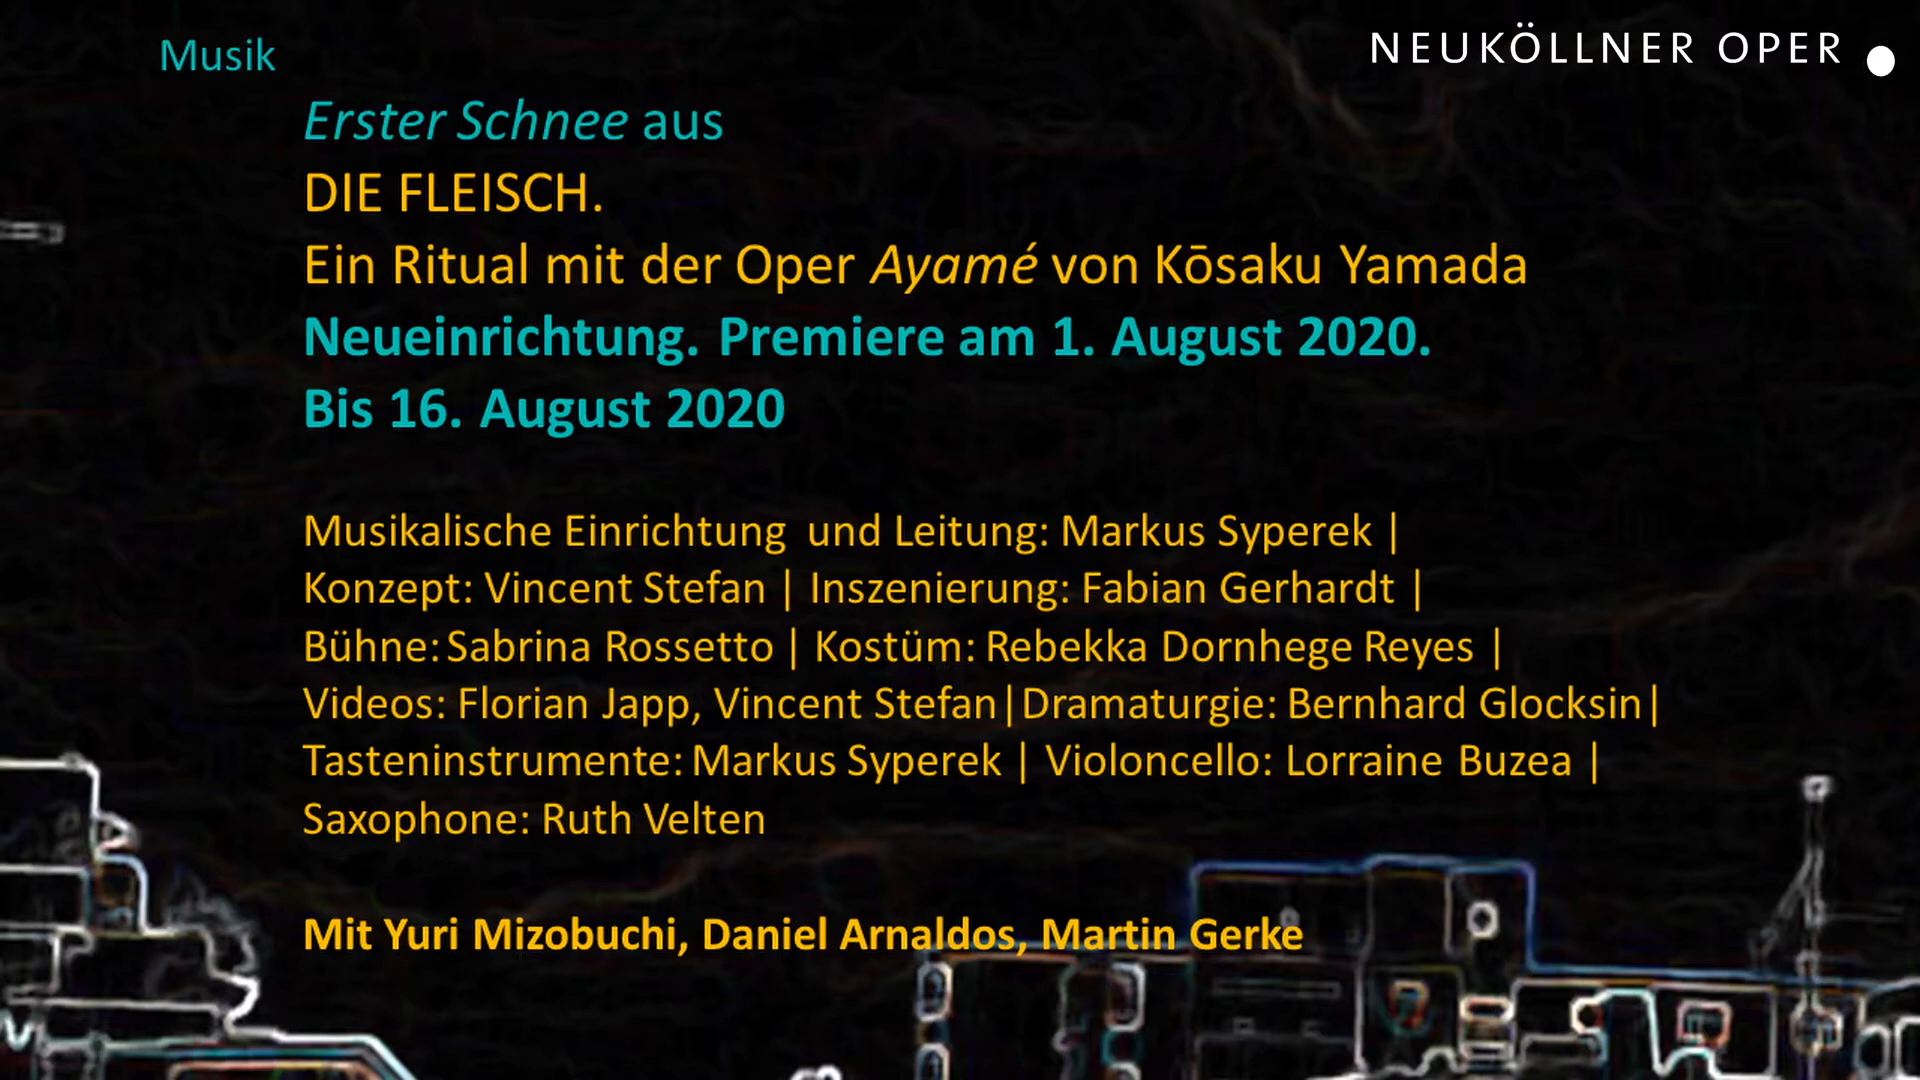 Musik
NEUKÖLLNER OPER
Erster Schnee aus
DIE FLEISCH.
Ein Ritual mit der Oper Ayamé von Kōsaku Yamada
Neueinrichtung. Premiere am 1. August 2020.
Bis 16. August 2020
Musikalische Einrichtung und Leitung: Markus Syperek |
Konzept: Vincent Stefan | Inszenierung: Fabian Gerhardt |
Bühne: Sabrina Rossetto | Kostüm: Rebekka Dornhege Reyes |
Videos: Florian Japp, Vincent Stefan|Dramaturgie: Bernhard Glocksin|
Tasteninstrumente: Markus Syperek | Violoncello: Lorraine Buzea |
Saxophone: Ruth Velten
Mit Yuri Mizobuchi, Daniel Arnaldos, Martin Gerke